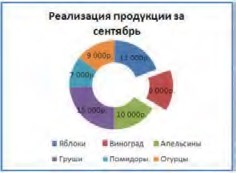 Реализация продукции за
сентябрь
9 000р.
12 000р.
7 000р.
9 000р.
15 000р.
10 000р.
Яблоки Виноград Апельсины
Груши Помидоры Огурцы